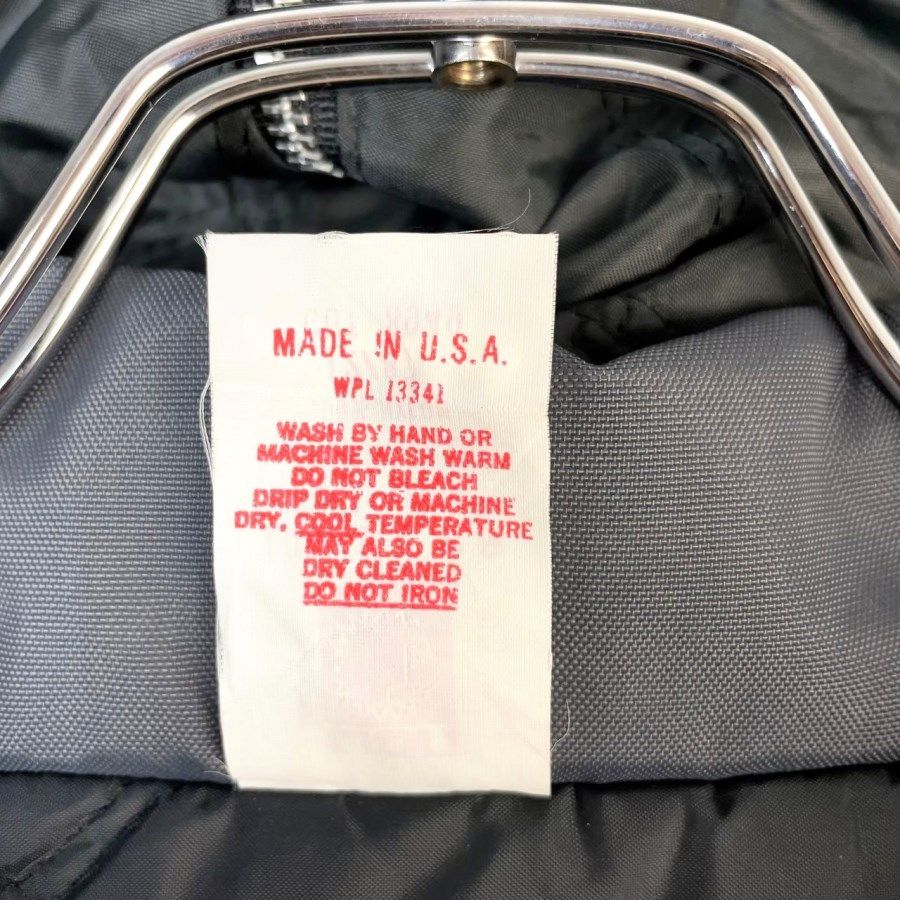 MADE IN U.S.A.
WPL 13341
WASH BY HAND OR
MACHINE WASH WARM
DO NOT BLEACH
DRIP DRY OR MACHINE
DRY, COOL TEMPERATURE
MAY ALSO BE
DRY CLEANED
DO NOT IRON